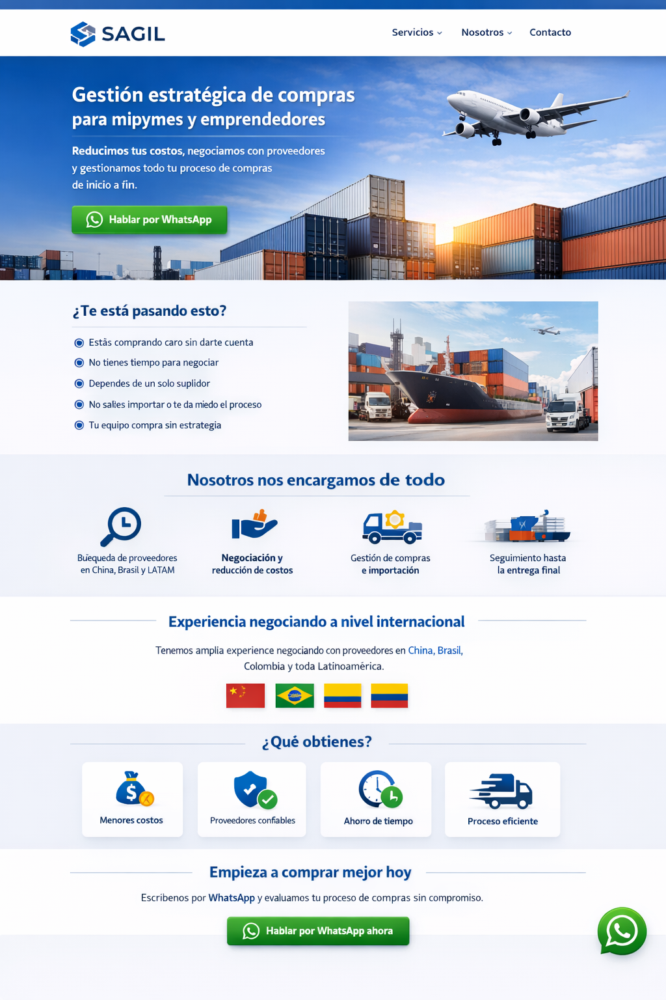 SAGIL
Servicios
Nosotros
Contacto
Gestión estratégica de compras
para mipymes y emprendedores
Reducimos tus costos, negociamos con proveedores
y gestionamos todo tu proceso de compras
de inicio a fin.
Hablar por WhatsApp
¿Te está pasando esto?
Estãs comprando caro sin darte cuenta
No tienes tiempo para negociar
Dependes de un solo suplidor
No importar o te da miedo el proceso
Tu equipo compra sin estrategia
Nosotros nos encargamos de todo
de proveedores
en China, Brasil y LATAM
Negociación y
reducción de costos
Gestión de compras
e importación
Seguimiento hasta
la entrega final
Experiencia negociando a nivel internacional
Tenemos amplia experience negociando con proveedores en China, Brasil,
Colombia y toda Latinoamérica.
¿Qué obtienes?
$
Menores costos
Proveedores confiables
Ahorro de tiempo
Proceso eficiente
Empieza a comprar mejor hoy
Escribenos por WhatsApp y evaluamos tu proceso de compras sin compromiso.
Hablar por WhatsApp ahora